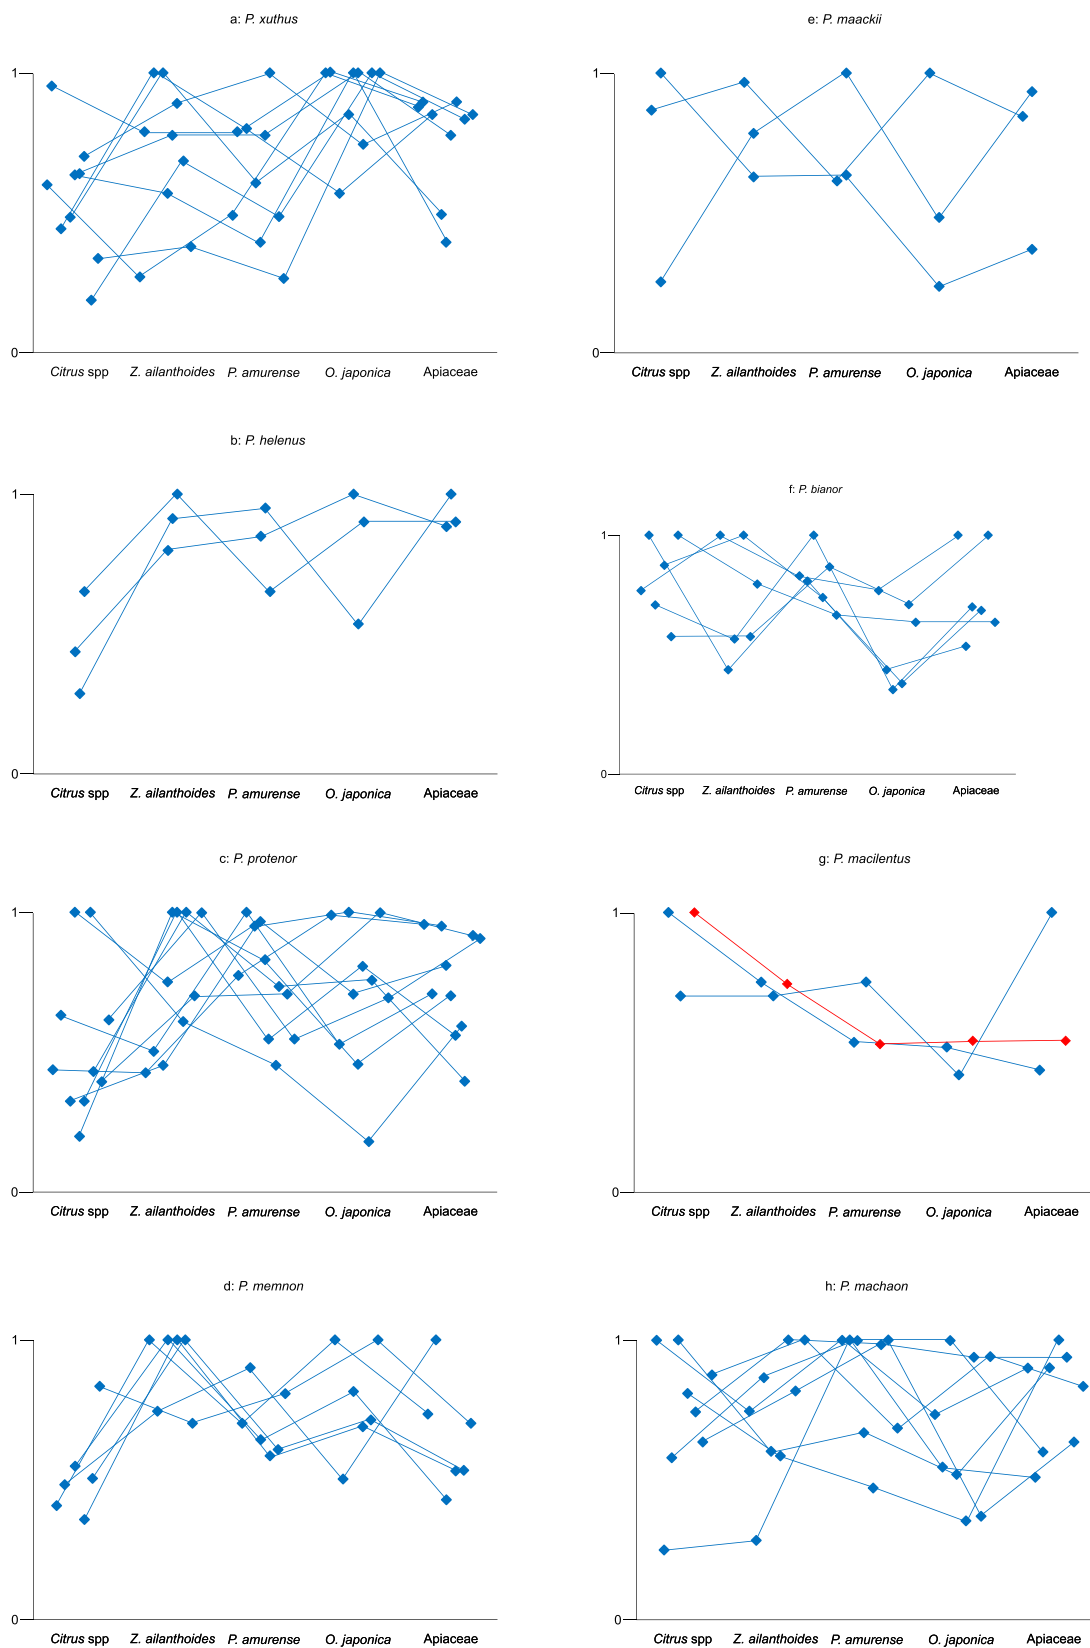 a: P. xuthus
1
0
Citrus spp Z. ailanthoides P. amurense O. japonica Apiaceae
b: P. helenus
1
0
Citrus spp Z. ailanthoides P. amurense O. japonica Apiaceae
c: P. protenor
1
0
Citrus spp Z. ailanthoides P. amurense O. japonica Apiaceae
d: P. memnon
1
0
Citrus spp Z. ailanthoides P. amurense O. japonica Apiaceae
e: P. maackii
1
0
Citrus spp Z. ailanthoides P. amurense O. japonica Apiaceae
f: P. bianor
1
0
Citrus spp Z. ailanthoides P. amurense O. japonica Apiaceae
g: P. macilentus
1
0
Citrus spp Z. ailanthoides P. amurense O. japonica Apiaceae
h: P. machaon
1
0
Citrus spp Z. ailanthoides P. amurense O. japonica Apiaceae